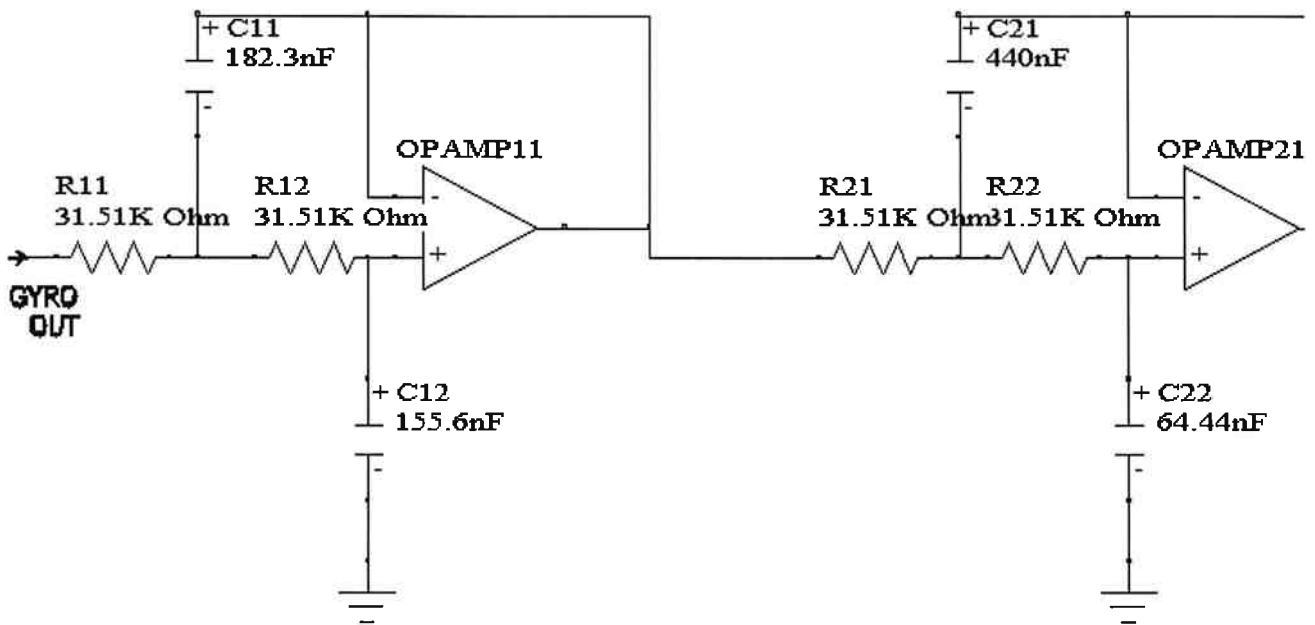 + C11
182.3nF
-
+ C21
440nF
-
OPAMP11
OPAMP21
R11
31.51K Ohm
R12
31.51K Ohm
-
+
R21
31.51K Ohm
R22
31.51K Ohm
-
+
GYRO
OUT
+ C12
155.6nF
-
+ C22
64.44nF
-